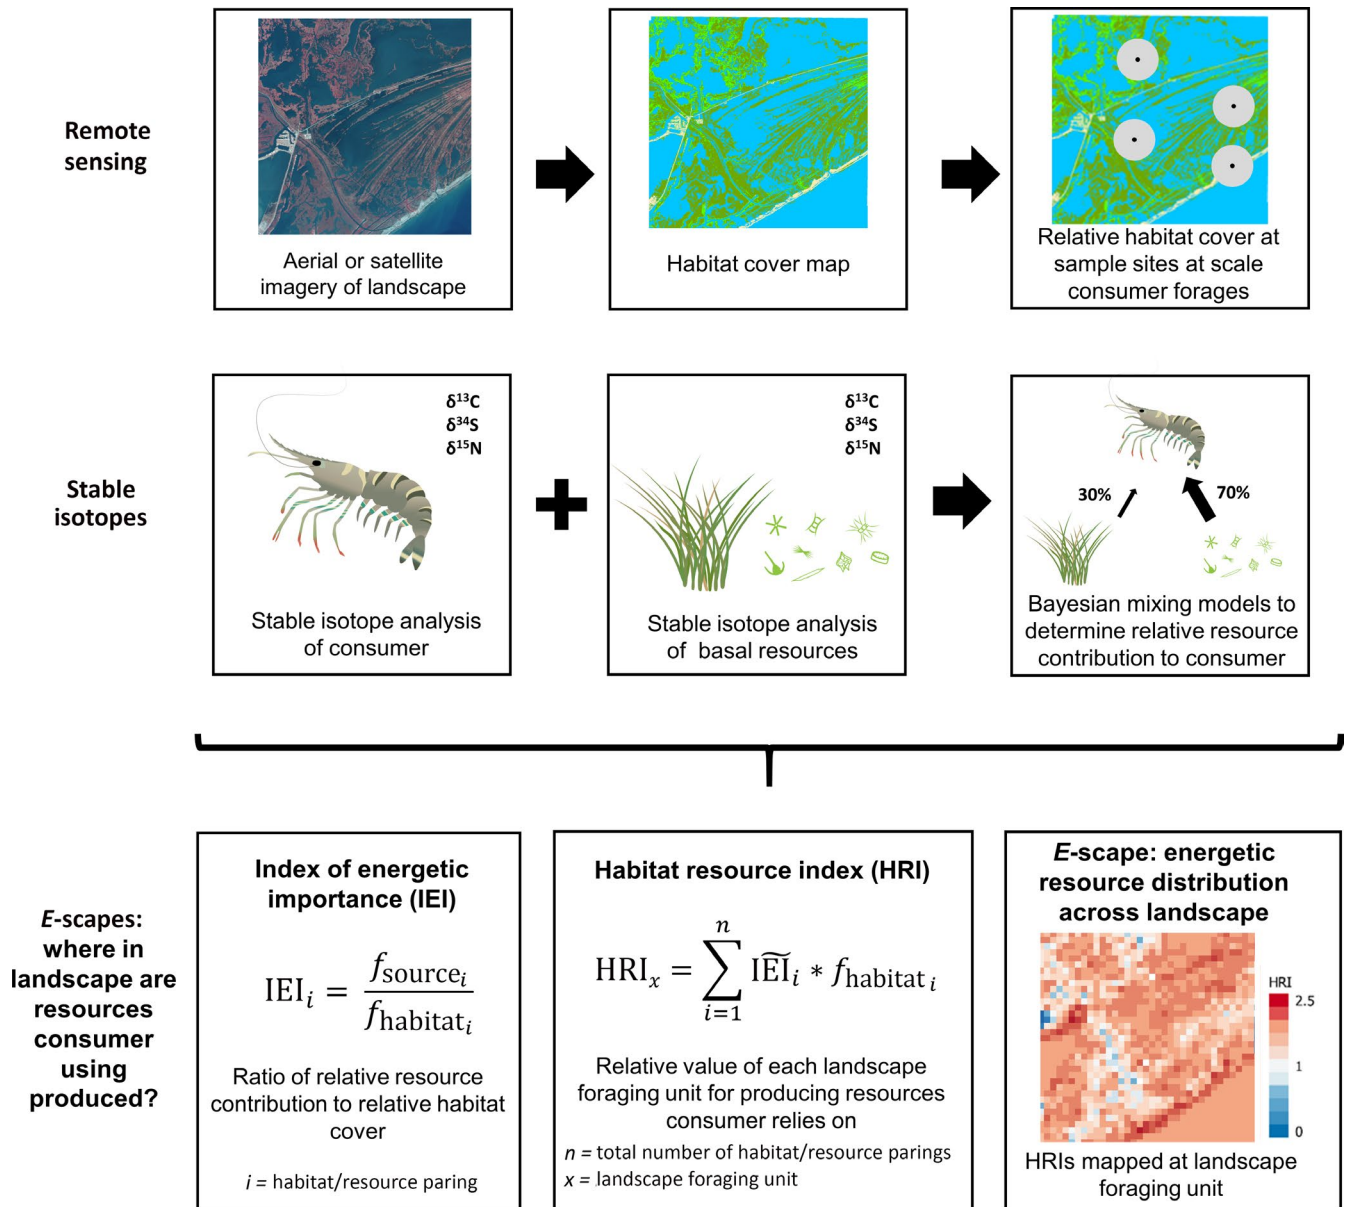 Remote
sensing
Aerial or satellite
imagery of landscape
Habitat cover map
Relative habitat cover at
sample sites at scale
consumer forages
Stable
isotopes
δ¹³C
δ³⁴S
δ¹⁵N
Stable isotope analysis
of consumer
δ¹³C
δ³⁴S
δ¹⁵N
Stable isotope analysis
of basal resources
30%
70%
Bayesian mixing models to
determine relative resource
contribution to consumer
E-scapes:
where in
landscape are
resources
consumer
using
produced?
Index of energetic
importance (IEI)
IEIᵢ = f_sourceᵢ / f_habitatᵢ
Ratio of relative resource
contribution to relative habitat
cover
i = habitat/resource paring
Habitat resource index (HRI)
HRIₓ = ∑ᵢ₌₁ⁿ ĨEIᵢ * f_habitat ᵢ
Relative value of each landscape
foraging unit for producing resources
consumer relies on
n = total number of habitat/resource parings
x = landscape foraging unit
E-scape: energetic
resource distribution
across landscape
HRI
2.5
1
0
HRIs mapped at landscape
foraging unit